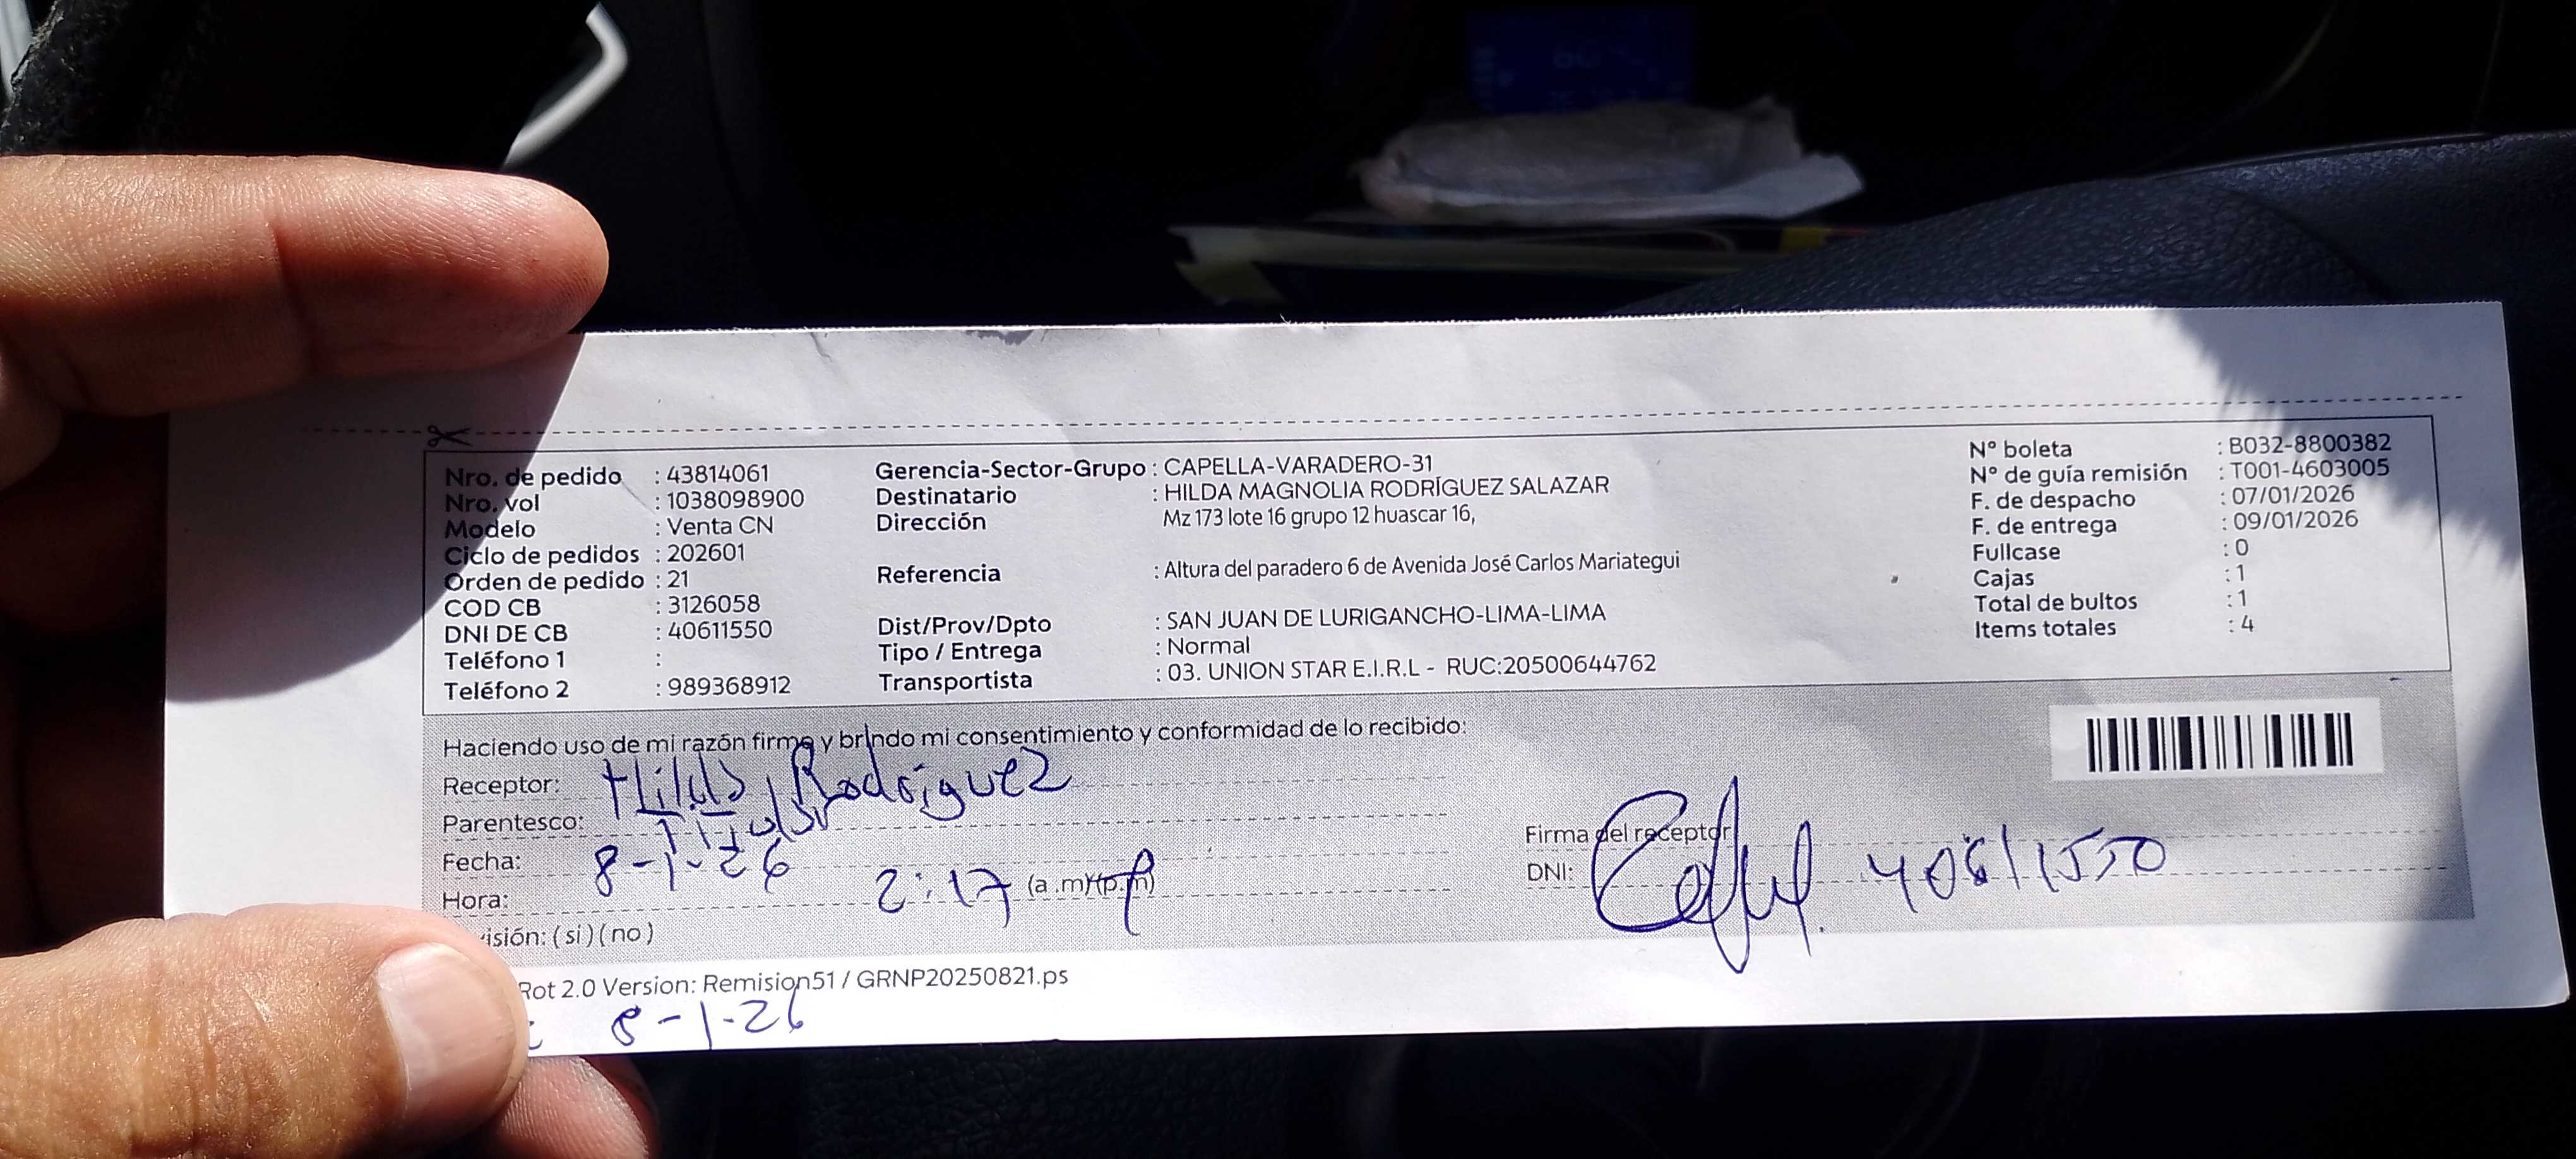 Nro. de pedido : 43814061
Nro. vol : 1038098900
Modelo : Venta CN
Ciclo de pedidos : 202601
Orden de pedido : 21
COD CB : 3126058
DNI DE CB : 40611550
Teléfono 1 :
Teléfono 2 : 989368912
Gerencia-Sector-Grupo : CAPELLA-VARADERO-31
Destinatario : HILDA MAGNOLIA RODRÍGUEZ SALAZAR
Dirección Mz 173 lote 16 grupo 12 huascar 16,
Referencia : Altura del paradero 6 de Avenida José Carlos Mariategui
Dist/Prov/Dpto : SAN JUAN DE LURIGANCHO-LIMA-LIMA
Tipo / Entrega : Normal
Transportista : 03. UNION STAR E.I.R.L - RUC:20500644762
N° boleta : B032-8800382
N° de guía remisión : T001-4603005
F. de despacho : 07/01/2026
F. de entrega : 09/01/2026
Fullcase : 0
Cajas : 1
Total de bultos : 1
Items totales : 4
Haciendo uso de mi razón firmo y brindo mi consentimiento y conformidad de lo recibido:
Receptor: Hilda Rodriguez
Parentesco: Titular
Fecha: 8-1-26
Hora: 2:17 (a.m)(p.m)
isión: (si) (no)
Firma del receptor
DNI: 40611550
Rot 2.0 Version: Remision51 / GRNP20250821.ps
8-1-26